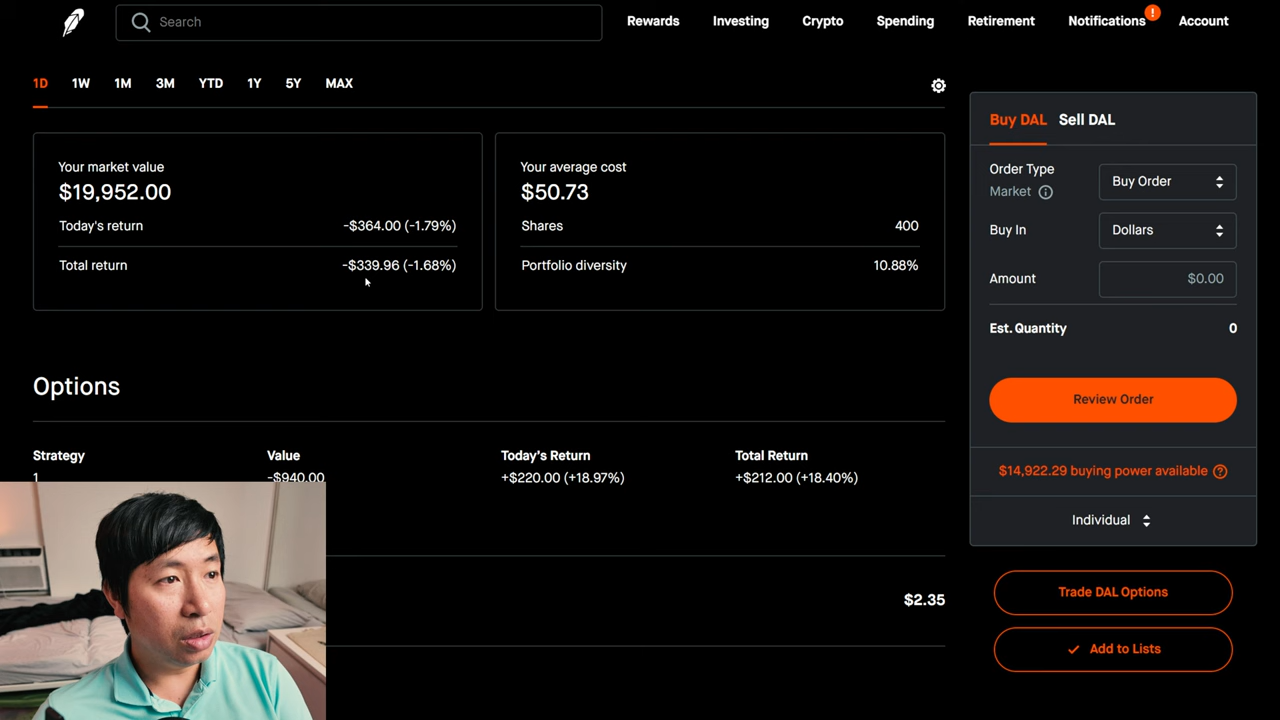 Search
Rewards
Investing
Crypto
Spending
Retirement
Notifications
!
Account
1D 1W 1M 3M YTD 1Y 5Y MAX
Your market value
$19,952.00
Today's return -$364.00 (-1.79%)
Total return -$339.96 (-1.68%)
Your average cost
$50.73
Shares 400
Portfolio diversity 10.88%
Buy DAL Sell DAL
Order Type
Market
Buy Order
Buy In Dollars
Amount $0.00
Est. Quantity 0
Review Order
$14,922.29 buying power available ?
Individual
Trade DAL Options
Add to Lists
Options
Strategy Value Today's Return Total Return
1 -$940.00 +$220.00 (+18.97%) +$212.00 (+18.40%)
$2.35